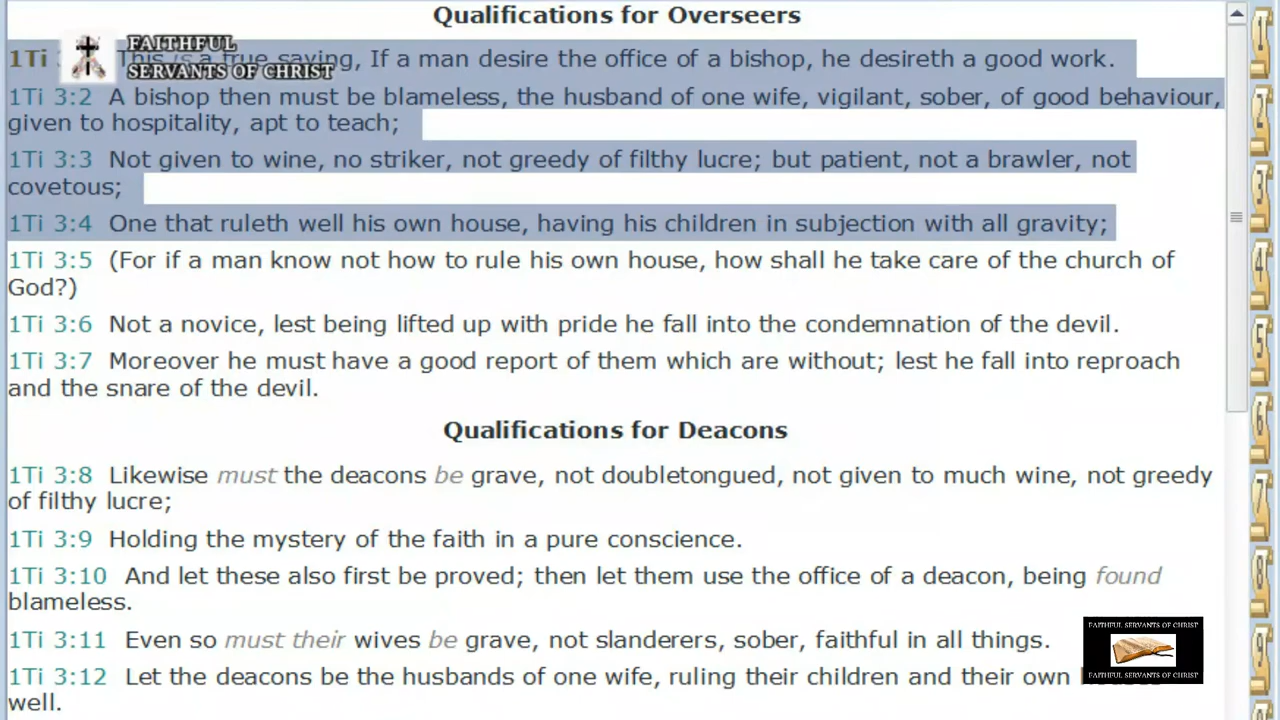 Qualifications for Overseers
FAITHFUL
SERVANTS OF CHRIST
1Ti This is a true saying, If a man desire the office of a bishop, he desireth a good work.
1Ti 3:2 A bishop then must be blameless, the husband of one wife, vigilant, sober, of good behaviour,
given to hospitality, apt to teach;
1Ti 3:3 Not given to wine, no striker, not greedy of filthy lucre; but patient, not a brawler, not
covetous;
1Ti 3:4 One that ruleth well his own house, having his children in subjection with all gravity;
1Ti 3:5 (For if a man know not how to rule his own house, how shall he take care of the church of
God?)
1Ti 3:6 Not a novice, lest being lifted up with pride he fall into the condemnation of the devil.
1Ti 3:7 Moreover he must have a good report of them which are without; lest he fall into reproach
and the snare of the devil.
Qualifications for Deacons
1Ti 3:8 Likewise must the deacons be grave, not doubletongued, not given to much wine, not greedy
of filthy lucre;
1Ti 3:9 Holding the mystery of the faith in a pure conscience.
1Ti 3:10 And let these also first be proved; then let them use the office of a deacon, being found
blameless.
1Ti 3:11 Even so must their wives be grave, not slanderers, sober, faithful in all things.
1Ti 3:12 Let the deacons be the husbands of one wife, ruling their children and their own
well.
FAITHFUL SERVANTS OF CHRIST
FAITHFUL SERVANTS OF CHRIST
1
2
3
4
5
6
7
8
9